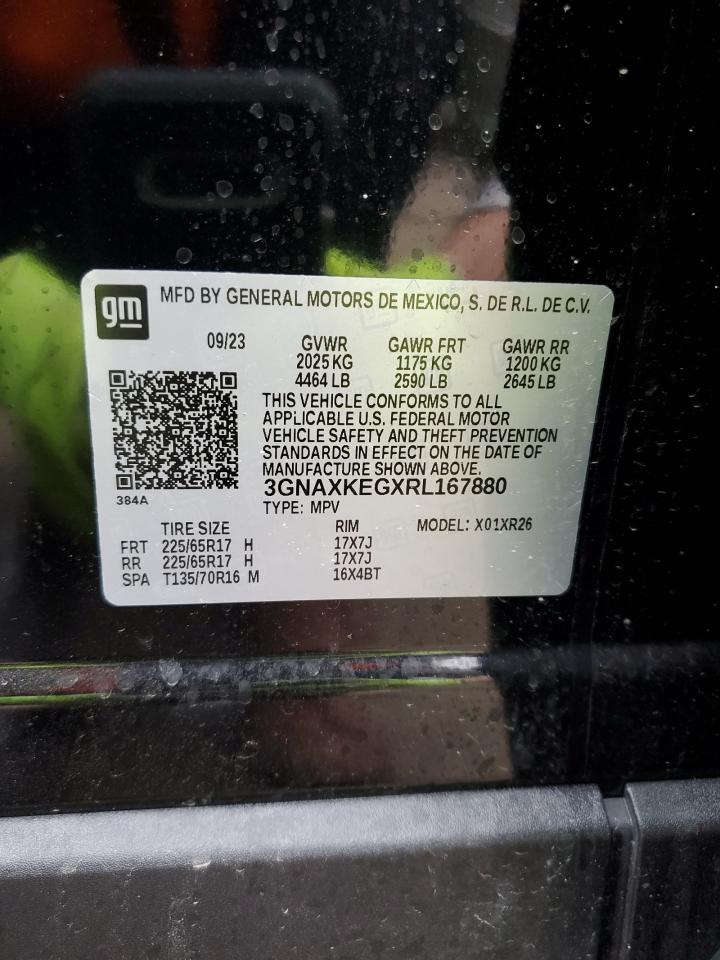 gm
MFD BY GENERAL MOTORS DE MEXICO, S. DE R.L. DE C.V.
09/23 GVWR GAWR FRT GAWR RR
2025 KG 1175 KG 1200 KG
4464 LB 2590 LB 2645 LB
THIS VEHICLE CONFORMS TO ALL
APPLICABLE U.S. FEDERAL MOTOR
VEHICLE SAFETY AND THEFT PREVENTION
STANDARDS IN EFFECT ON THE DATE OF
MANUFACTURE SHOWN ABOVE.
3GNAXKEGXRL167880
384A
TYPE: MPV
TIRE SIZE RIM MODEL: X01XR26
FRT 225/65R17 H 17X7J
RR 225/65R17 H 17X7J
SPA T135/70R16 M 16X4BT